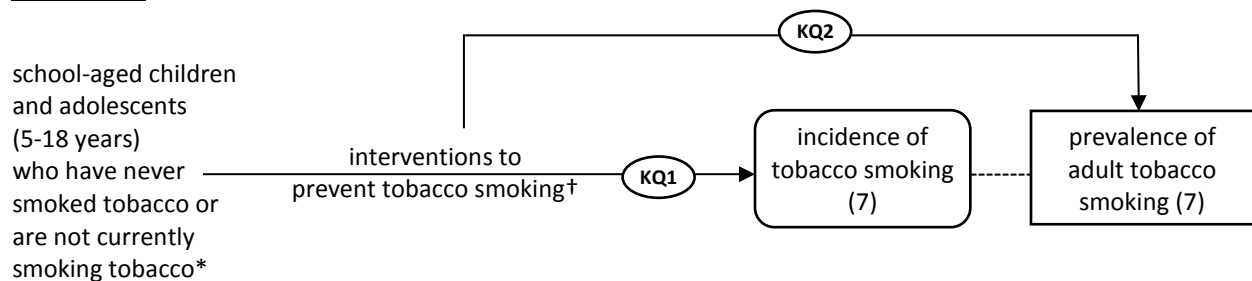 school-aged children
and adolescents
(5-18 years)
who have never
smoked tobacco or
are not currently
smoking tobacco*
interventions to
prevent tobacco smoking†
KQ1
KQ2
incidence of
tobacco smoking
(7)
prevalence of
adult tobacco
smoking (7)